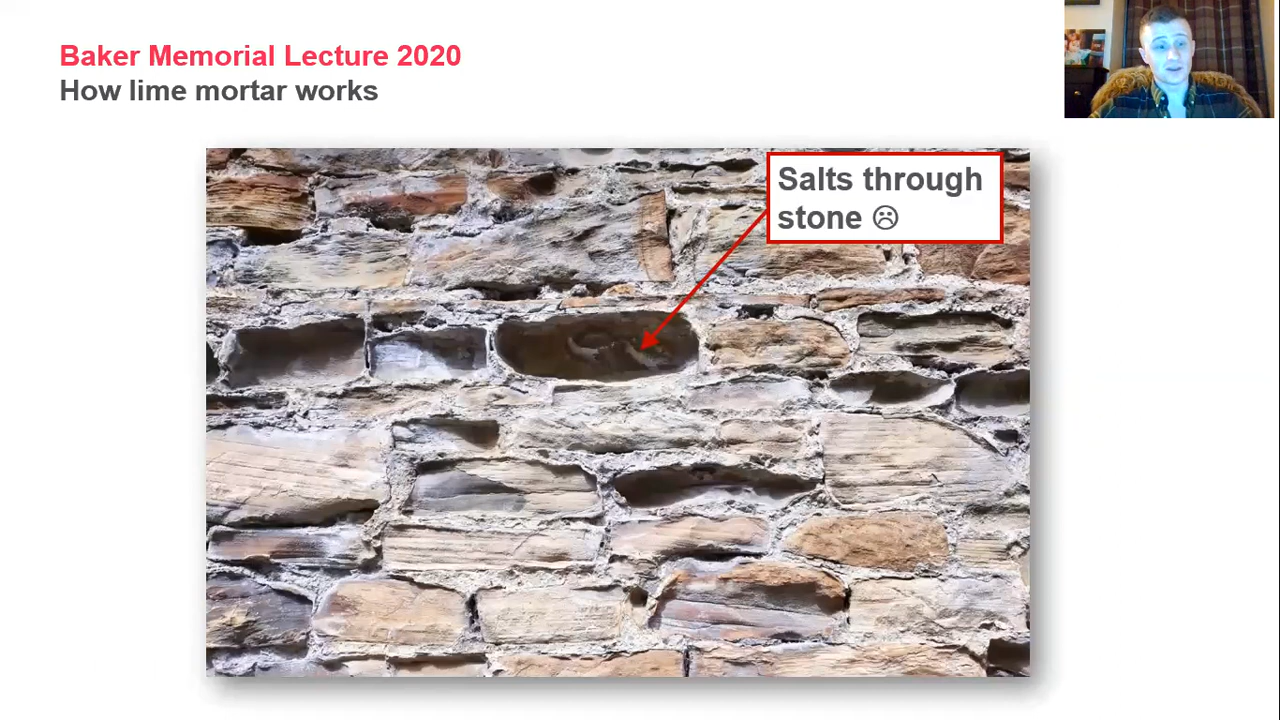 Baker Memorial Lecture 2020
How lime mortar works
Salts through
stone ☹